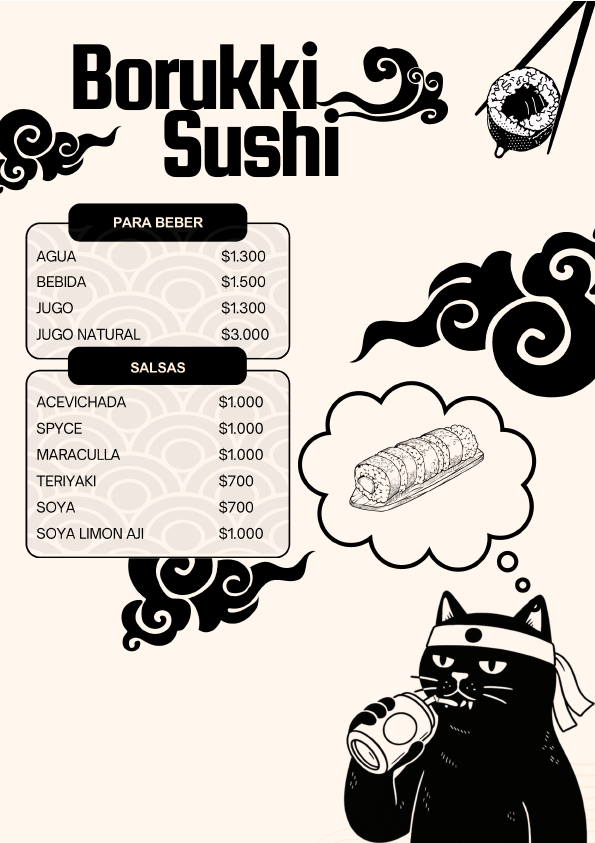 Borukki
Sushi
PARA BEBER
AGUA $1.300
BEBIDA $1.500
JUGO $1.300
JUGO NATURAL $3.000
SALSAS
ACEVICHADA $1.000
SPYCE $1.000
MARACULLA $1.000
TERIYAKI $700
SOYA $700
SOYA LIMON AJI $1.000